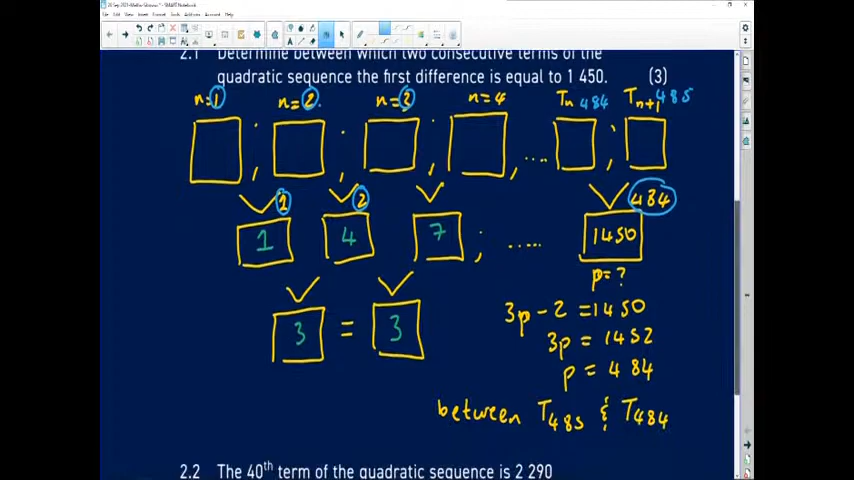 2.1 Determine between which two consecutive terms of the
quadratic sequence the first difference is equal to 1 450. (3)
n=1 n=2 n=3 n=4 Tn 484 Tn+1 485
; ; ; ; ..... ;
1 2 484
1 4 7 ; ..... 1450
p=?
3 = 3
3p - 2 = 1450
3p = 1452
p = 484
between T485 & T484
2.2 The 40th term of the quadratic sequence is 2 290